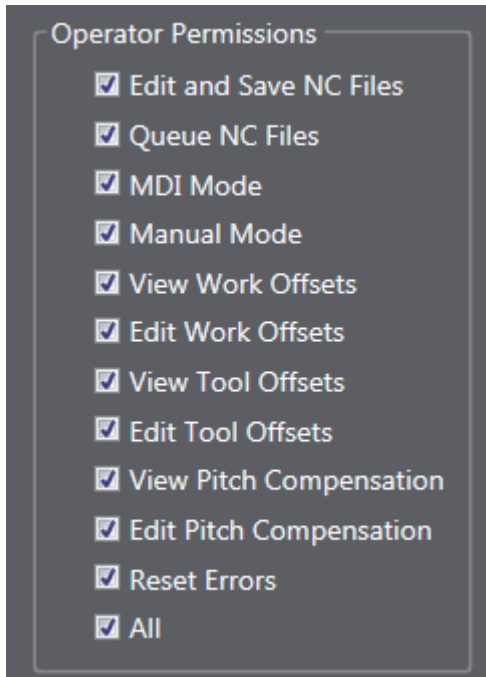 Operator Permissions
Edit and Save NC Files
Queue NC Files
MDI Mode
Manual Mode
View Work Offsets
Edit Work Offsets
View Tool Offsets
Edit Tool Offsets
View Pitch Compensation
Edit Pitch Compensation
Reset Errors
All